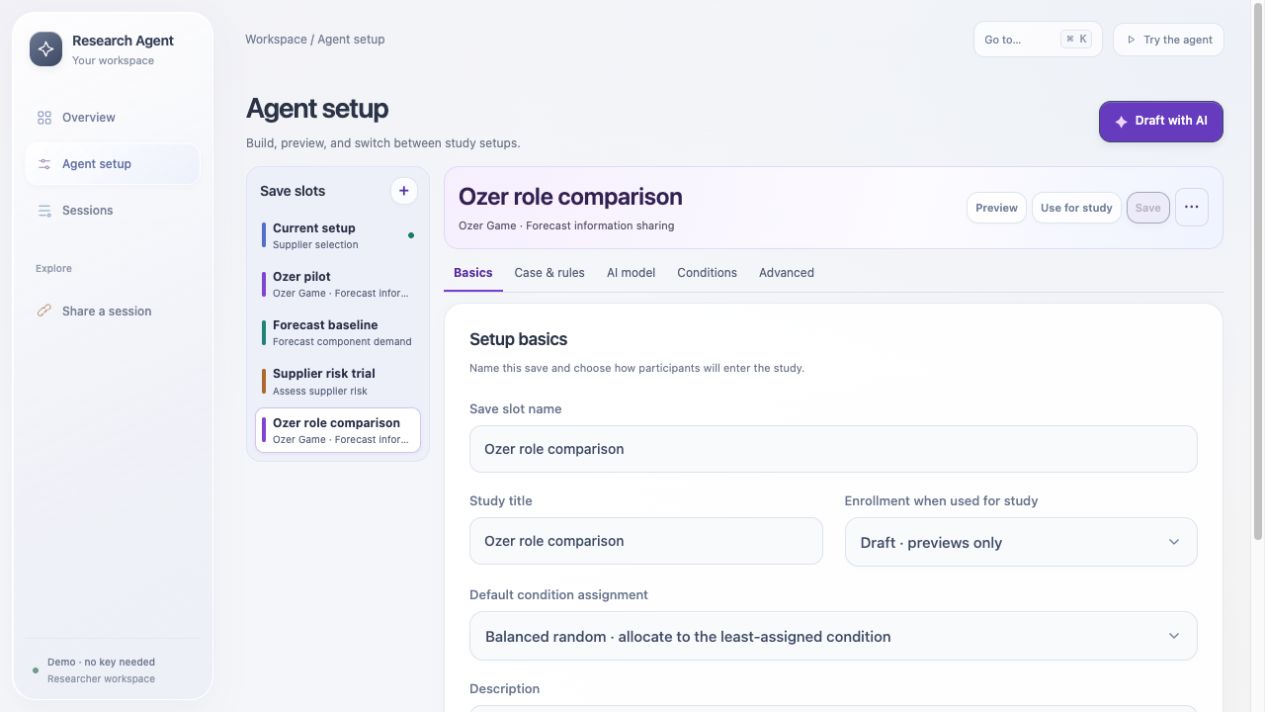 Research Agent
Your workspace
Overview
Agent setup
Sessions
Explore
Share a session
Demo · no key needed
Researcher workspace
Workspace / Agent setup
Go to...
⌘ K
Try the agent
Agent setup
Build, preview, and switch between study setups.
Draft with AI
Save slots
+
Current setup
Supplier selection
Ozer pilot
Ozer Game · Forecast infor...
Forecast baseline
Forecast component demand
Supplier risk trial
Assess supplier risk
Ozer role comparison
Ozer Game · Forecast infor...
Ozer role comparison
Ozer Game · Forecast information sharing
Preview
Use for study
Save
...
Basics
Case & rules
AI model
Conditions
Advanced
Setup basics
Name this save and choose how participants will enter the study.
Save slot name
Ozer role comparison
Study title
Ozer role comparison
Enrollment when used for study
Draft · previews only
Default condition assignment
Balanced random · allocate to the least-assigned condition
Description